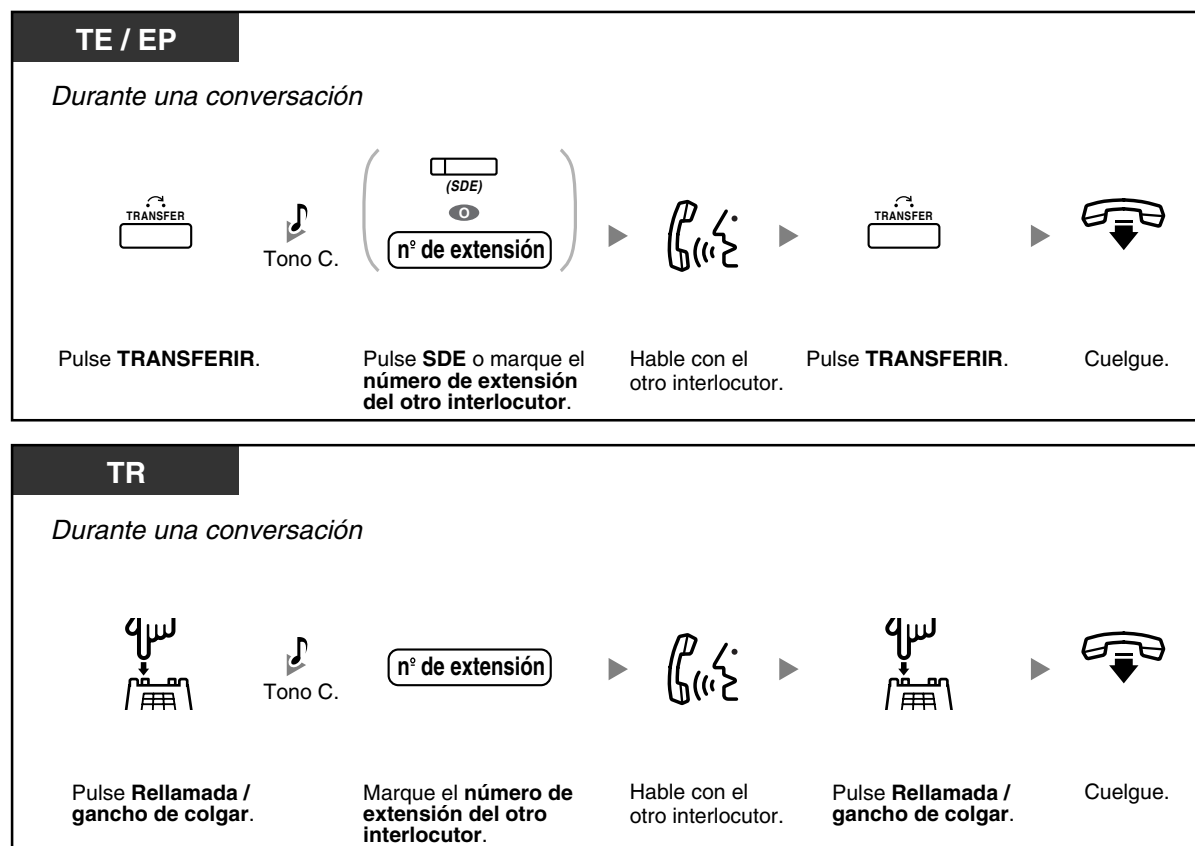 TE / EP
Durante una conversación
TRANSFER
Tono C.
(SDE)
O
n° de extensión
TRANSFER
Pulse TRANSFERIR.
Pulse SDE o marque el
número de extensión
del otro interlocutor.
Hable con el
otro interlocutor.
Pulse TRANSFERIR.
Cuelgue.
TR
Durante una conversación
Tono C.
n° de extensión
Pulse Rellamada /
gancho de colgar.
Marque el número de
extensión del otro
interlocutor.
Hable con el
otro interlocutor.
Pulse Rellamada /
gancho de colgar.
Cuelgue.